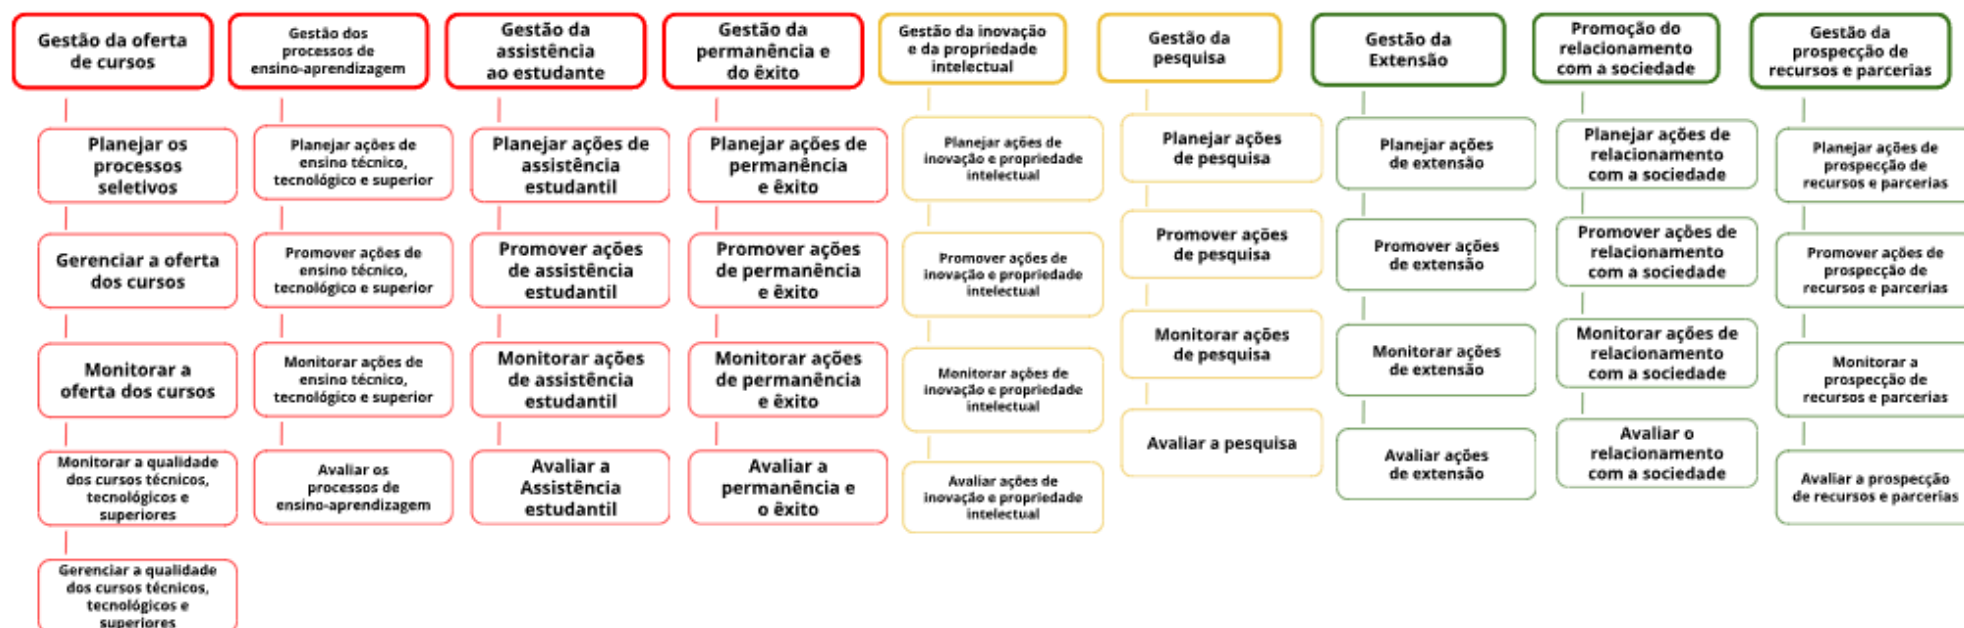 Gestão da oferta
de cursos
Planejar os
processos
seletivos
Gerenciar a oferta
dos cursos
Monitorar a
oferta dos cursos
Monitorar a qualidade
dos cursos técnicos,
tecnológicos e
superiores
Gerenciar a qualidade
dos cursos técnicos,
tecnológicos e
superiores
Gestão dos
processos de
ensino-aprendizagem
Planejar ações de
ensino técnico,
tecnológico e superior
Promover ações de
ensino técnico,
tecnológico e superior
Monitorar ações de
ensino técnico,
tecnológico e superior
Avaliar os
processos de
ensino-aprendizagem
Gestão da
assistência
ao estudante
Planejar ações de
assistência
estudantil
Promover ações
de assistência
estudantil
Monitorar ações
de assistência
estudantil
Avaliar a
Assistência
estudantil
Gestão da
permanência e
do êxito
Planejar ações de
permanência
e êxito
Promover ações
de permanência
e êxito
Monitorar ações
de permanência
e êxito
Avaliar a
permanência e
o êxito
Gestão da inovação
e da propriedade
intelectual
Planejar ações de
inovação e propriedade
intelectual
Promover ações de
inovação e propriedade
intelectual
Monitorar ações de
inovação e propriedade
intelectual
Avaliar ações de
inovação e propriedade
intelectual
Gestão da
pesquisa
Planejar ações
de pesquisa
Promover ações
de pesquisa
Monitorar ações
de pesquisa
Avaliar a pesquisa
Gestão da
Extensão
Planejar ações
de extensão
Promover ações
de extensão
Monitorar ações
de extensão
Avaliar ações
de extensão
Promoção do
relacionamento
com a sociedade
Planejar ações de
relacionamento
com a sociedade
Promover ações de
relacionamento
com a sociedade
Monitorar ações de
relacionamento
com a sociedade
Avaliar o
relacionamento
com a sociedade
Gestão da
prospecção de
recursos e parcerias
Planejar ações de
prospecção de
recursos e parcerias
Promover ações de
prospecção de
recursos e parcerias
Monitorar a
prospecção de
recursos e parcerias
Avaliar a prospecção
de recursos e parcerias